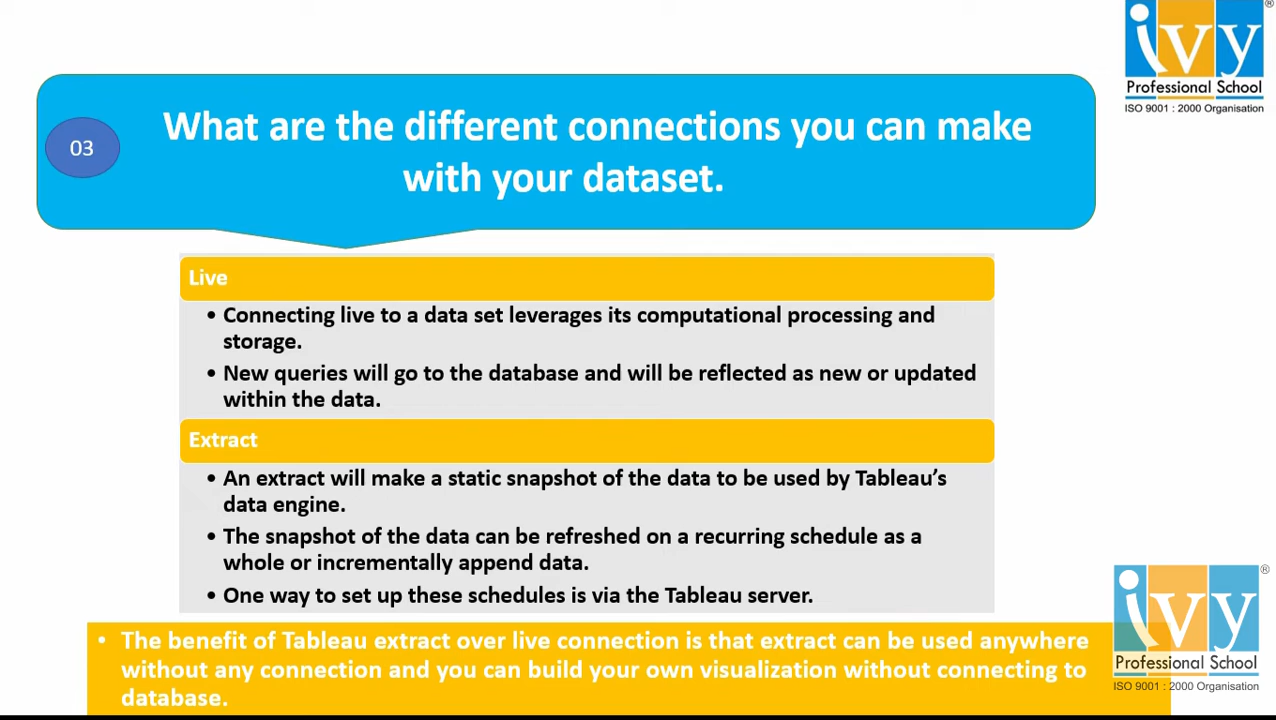 ivy
Professional School
ISO 9001 : 2000 Organisation
®
03
What are the different connections you can make
with your dataset.
Live
• Connecting live to a data set leverages its computational processing and
storage.
• New queries will go to the database and will be reflected as new or updated
within the data.
Extract
• An extract will make a static snapshot of the data to be used by Tableau’s
data engine.
• The snapshot of the data can be refreshed on a recurring schedule as a
whole or incrementally append data.
• One way to set up these schedules is via the Tableau server.
• The benefit of Tableau extract over live connection is that extract can be used anywhere
without any connection and you can build your own visualization without connecting to
database.
ivy
Professional School
ISO 9001 : 2000 Organisation
®